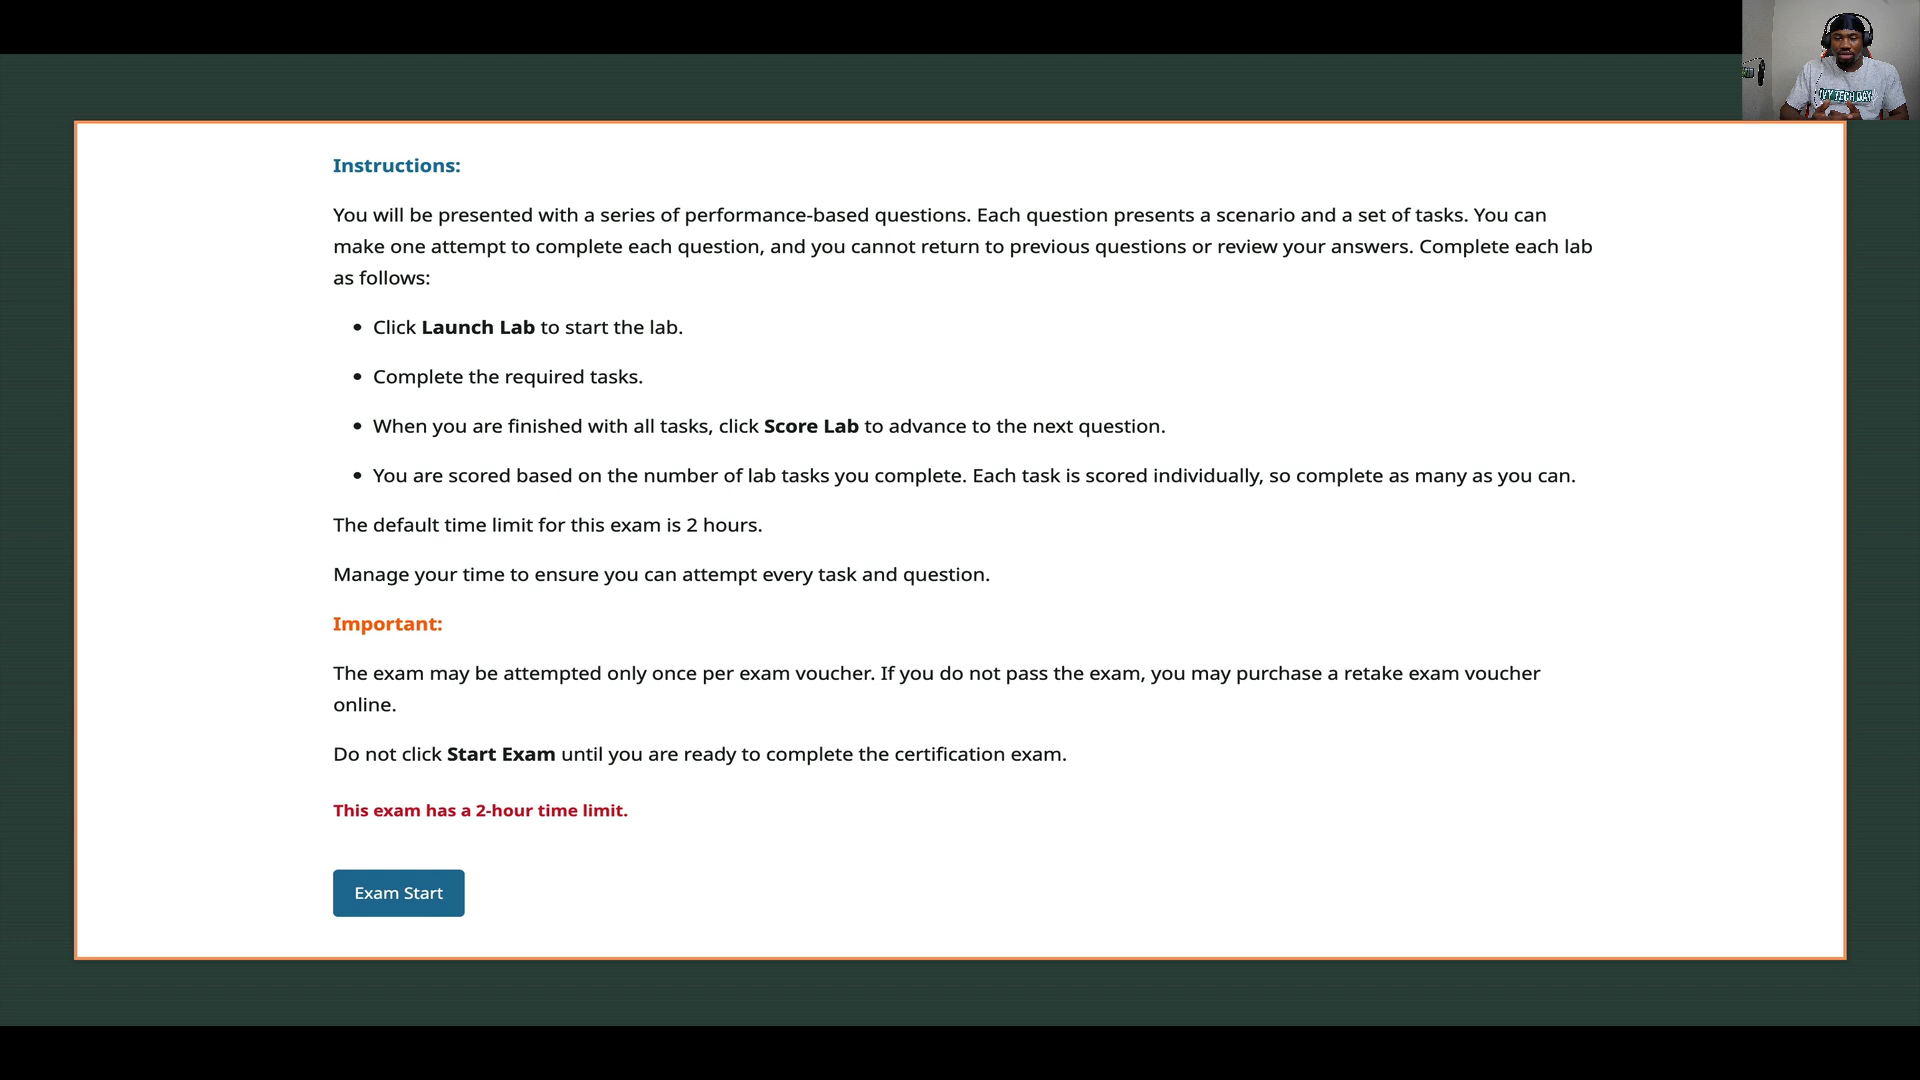 IVY TECH DAY
Instructions:
You will be presented with a series of performance-based questions. Each question presents a scenario and a set of tasks. You can
make one attempt to complete each question, and you cannot return to previous questions or review your answers. Complete each lab
as follows:
• Click Launch Lab to start the lab.
• Complete the required tasks.
• When you are finished with all tasks, click Score Lab to advance to the next question.
• You are scored based on the number of lab tasks you complete. Each task is scored individually, so complete as many as you can.
The default time limit for this exam is 2 hours.
Manage your time to ensure you can attempt every task and question.
Important:
The exam may be attempted only once per exam voucher. If you do not pass the exam, you may purchase a retake exam voucher
online.
Do not click Start Exam until you are ready to complete the certification exam.
This exam has a 2-hour time limit.
Exam Start